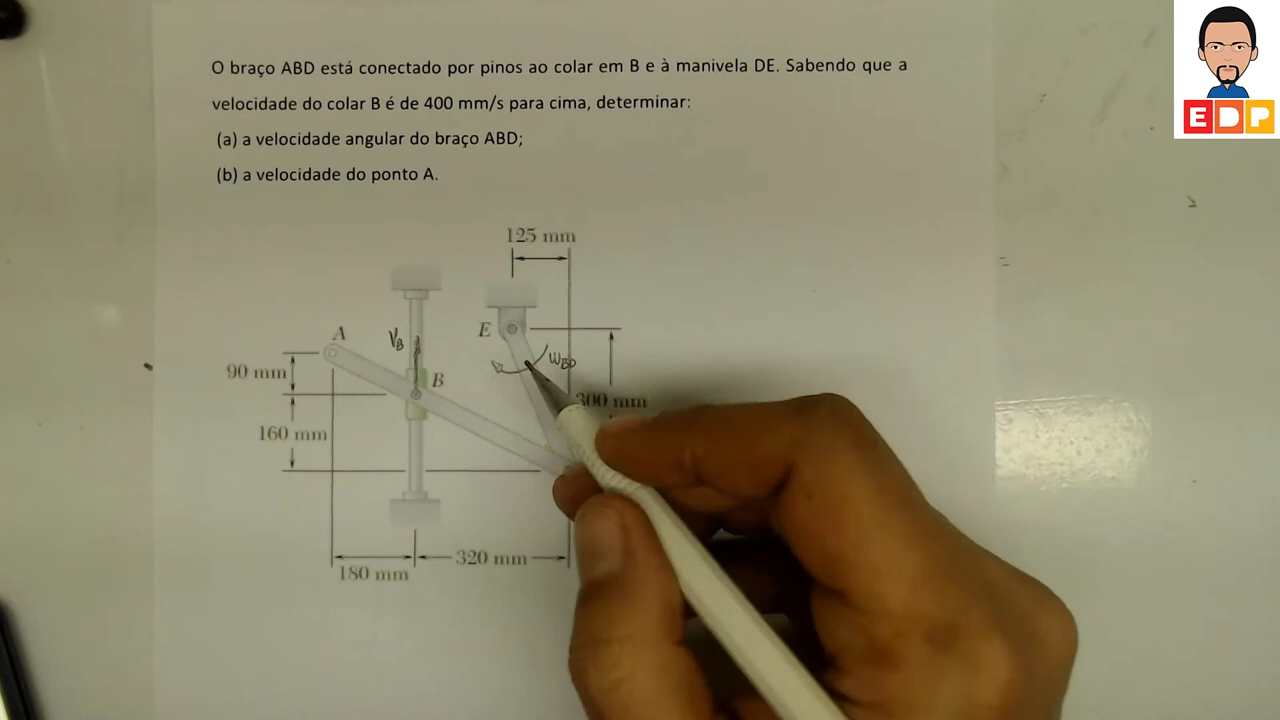 EDP
O braço ABD está conectado por pinos ao colar em B e à manivela DE. Sabendo que a
velocidade do colar B é de 400 mm/s para cima, determinar:
(a) a velocidade angular do braço ABD;
(b) a velocidade do ponto A.
125 mm
A
V_B
E
ω_BD
90 mm
B
300 mm
160 mm
320 mm
180 mm